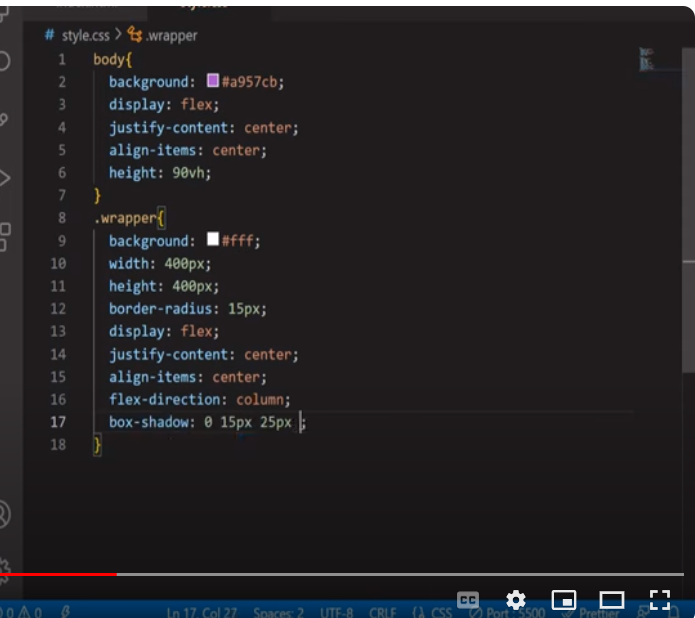 # style.css > .wrapper
1 body{
2 background: #a957cb;
3 display: flex;
4 justify-content: center;
5 align-items: center;
6 height: 90vh;
7 }
8 .wrapper{
9 background: #fff;
10 width: 400px;
11 height: 400px;
12 border-radius: 15px;
13 display: flex;
14 justify-content: center;
15 align-items: center;
16 flex-direction: column;
17 box-shadow: 0 15px 25px ;
18 }
CC
0 0 Ln 17, Col 27 Spaces: 2 UTF-8 CRLF {} CSS Port : 5500 Prettier